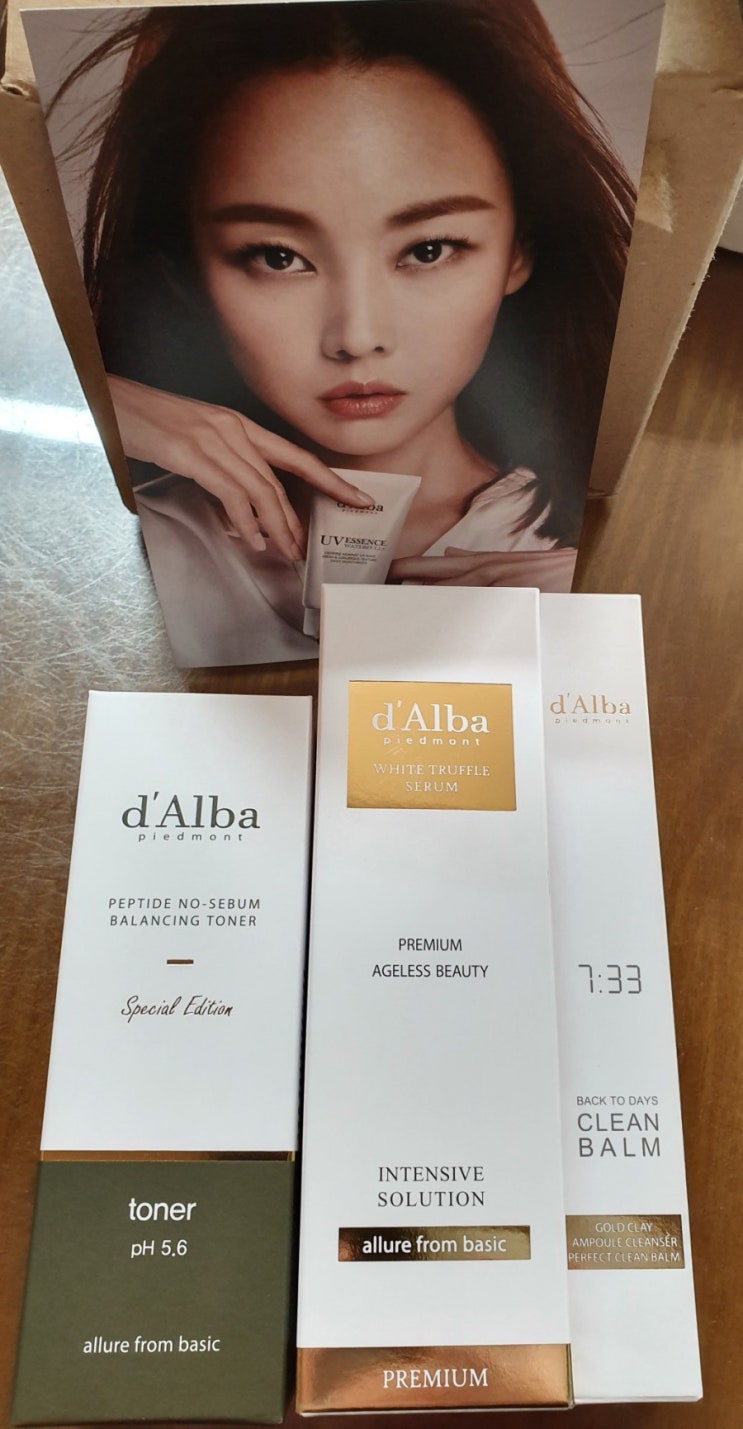 d'Alba
piedmont
UV ESSENCE
WATERFULL
d'Alba
piedmont
PEPTIDE NO-SEBUM
BALANCING TONER
Special Edition
toner
pH 5.6
allure from basic
d'Alba
piedmont
WHITE TRUFFLE
SERUM
PREMIUM
AGELESS BEAUTY
INTENSIVE
SOLUTION
allure from basic
PREMIUM
d'Alba
piedmont
7:33
BACK TO DAYS
CLEAN
BALM
GOLD CLAY
AMPOULE CLEANSER
PERFECT CLEAN BALM